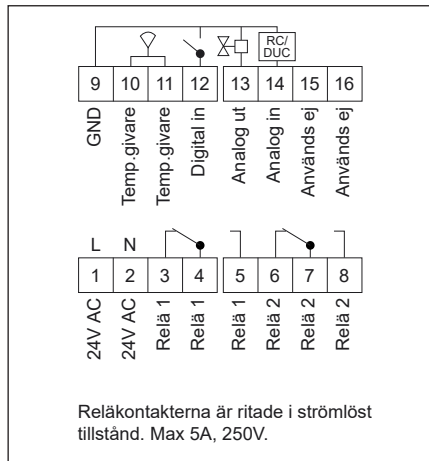 RC/
DUC
9 10 11 12 13 14 15 16
GND
Temp.givare
Temp.givare
Digital in
Analog ut
Analog in
Används ej
Används ej
L N
1 2 3 4 5 6 7 8
24V AC
24V AC
Relä 1
Relä 1
Relä 1
Relä 2
Relä 2
Relä 2
Reläkontakterna är ritade i strömlöst
tillstånd. Max 5A, 250V.